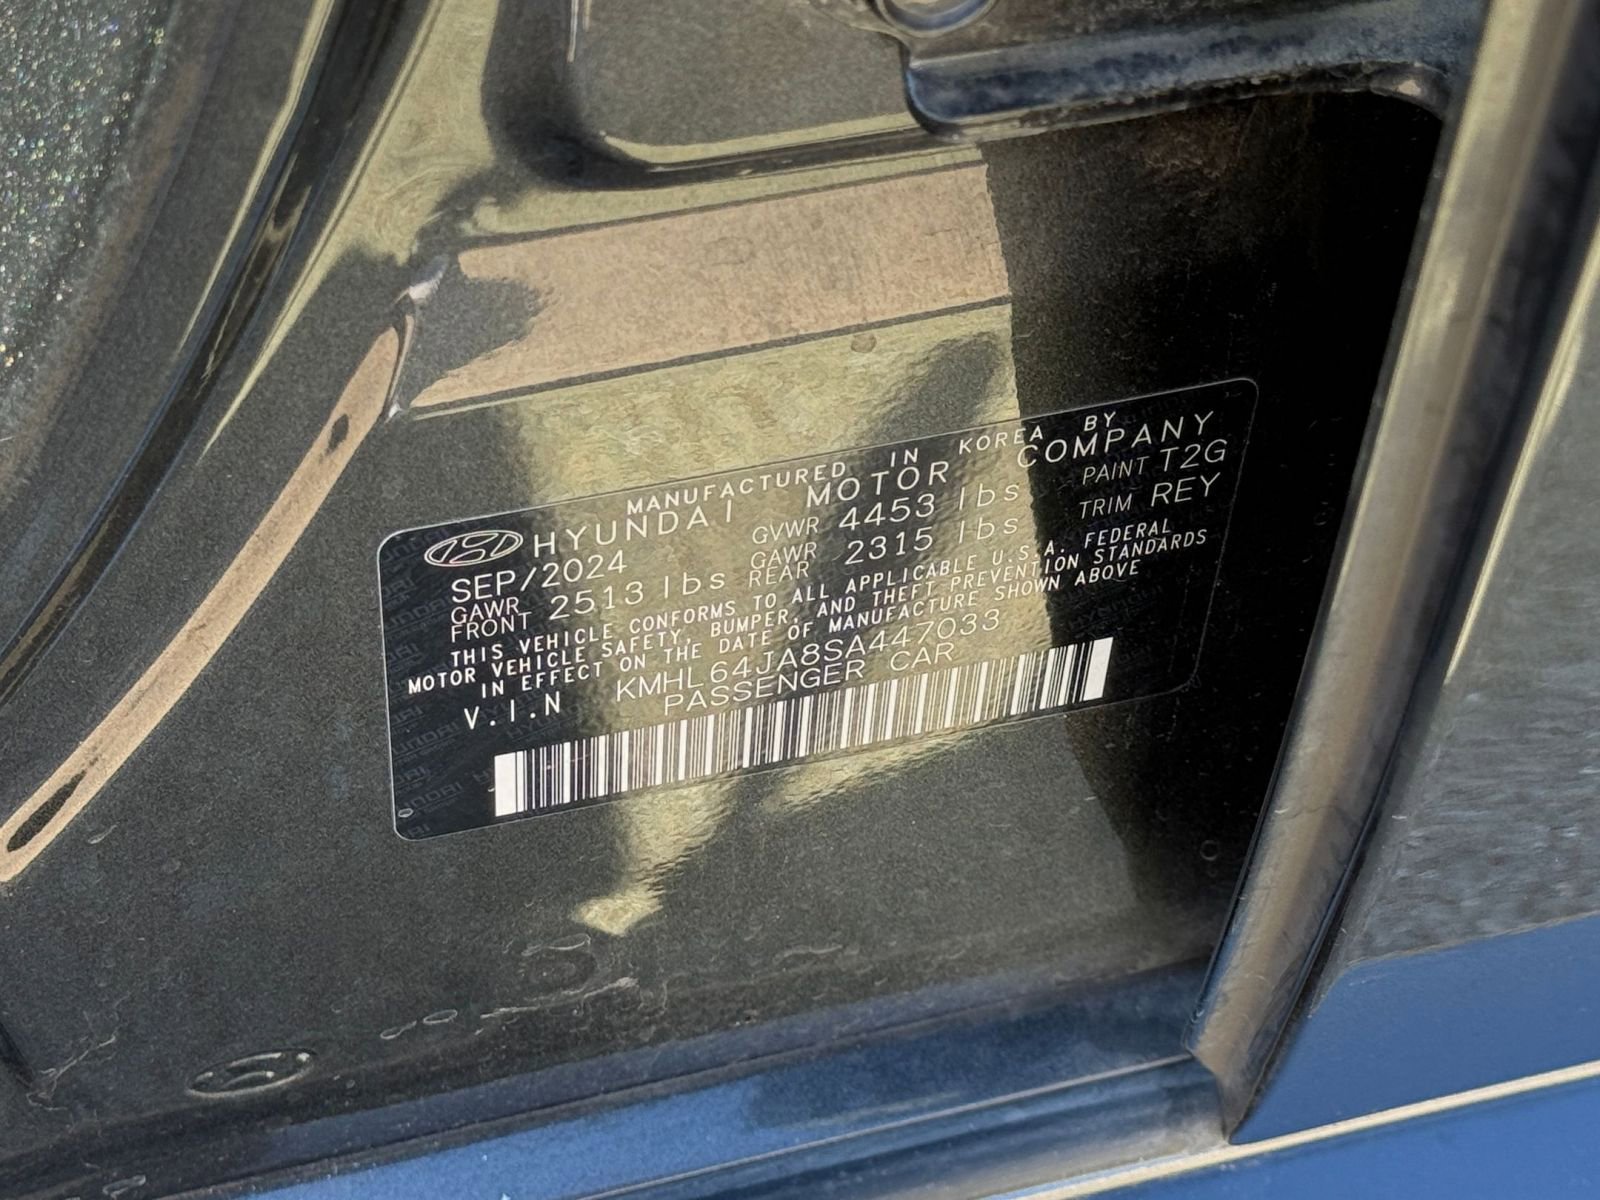 MANUFACTURED IN KOREA BY
HYUNDAI MOTOR COMPANY
SEP/2024 GVWR 4453 lbs PAINT T2G
GAWR FRONT 2513 lbs GAWR REAR 2315 lbs TRIM REY
THIS VEHICLE CONFORMS TO ALL APPLICABLE U.S.A. FEDERAL
MOTOR VEHICLE SAFETY, BUMPER, AND THEFT PREVENTION STANDARDS
IN EFFECT ON THE DATE OF MANUFACTURE SHOWN ABOVE
V.I.N KMHL64JA8SA447033
PASSENGER CAR